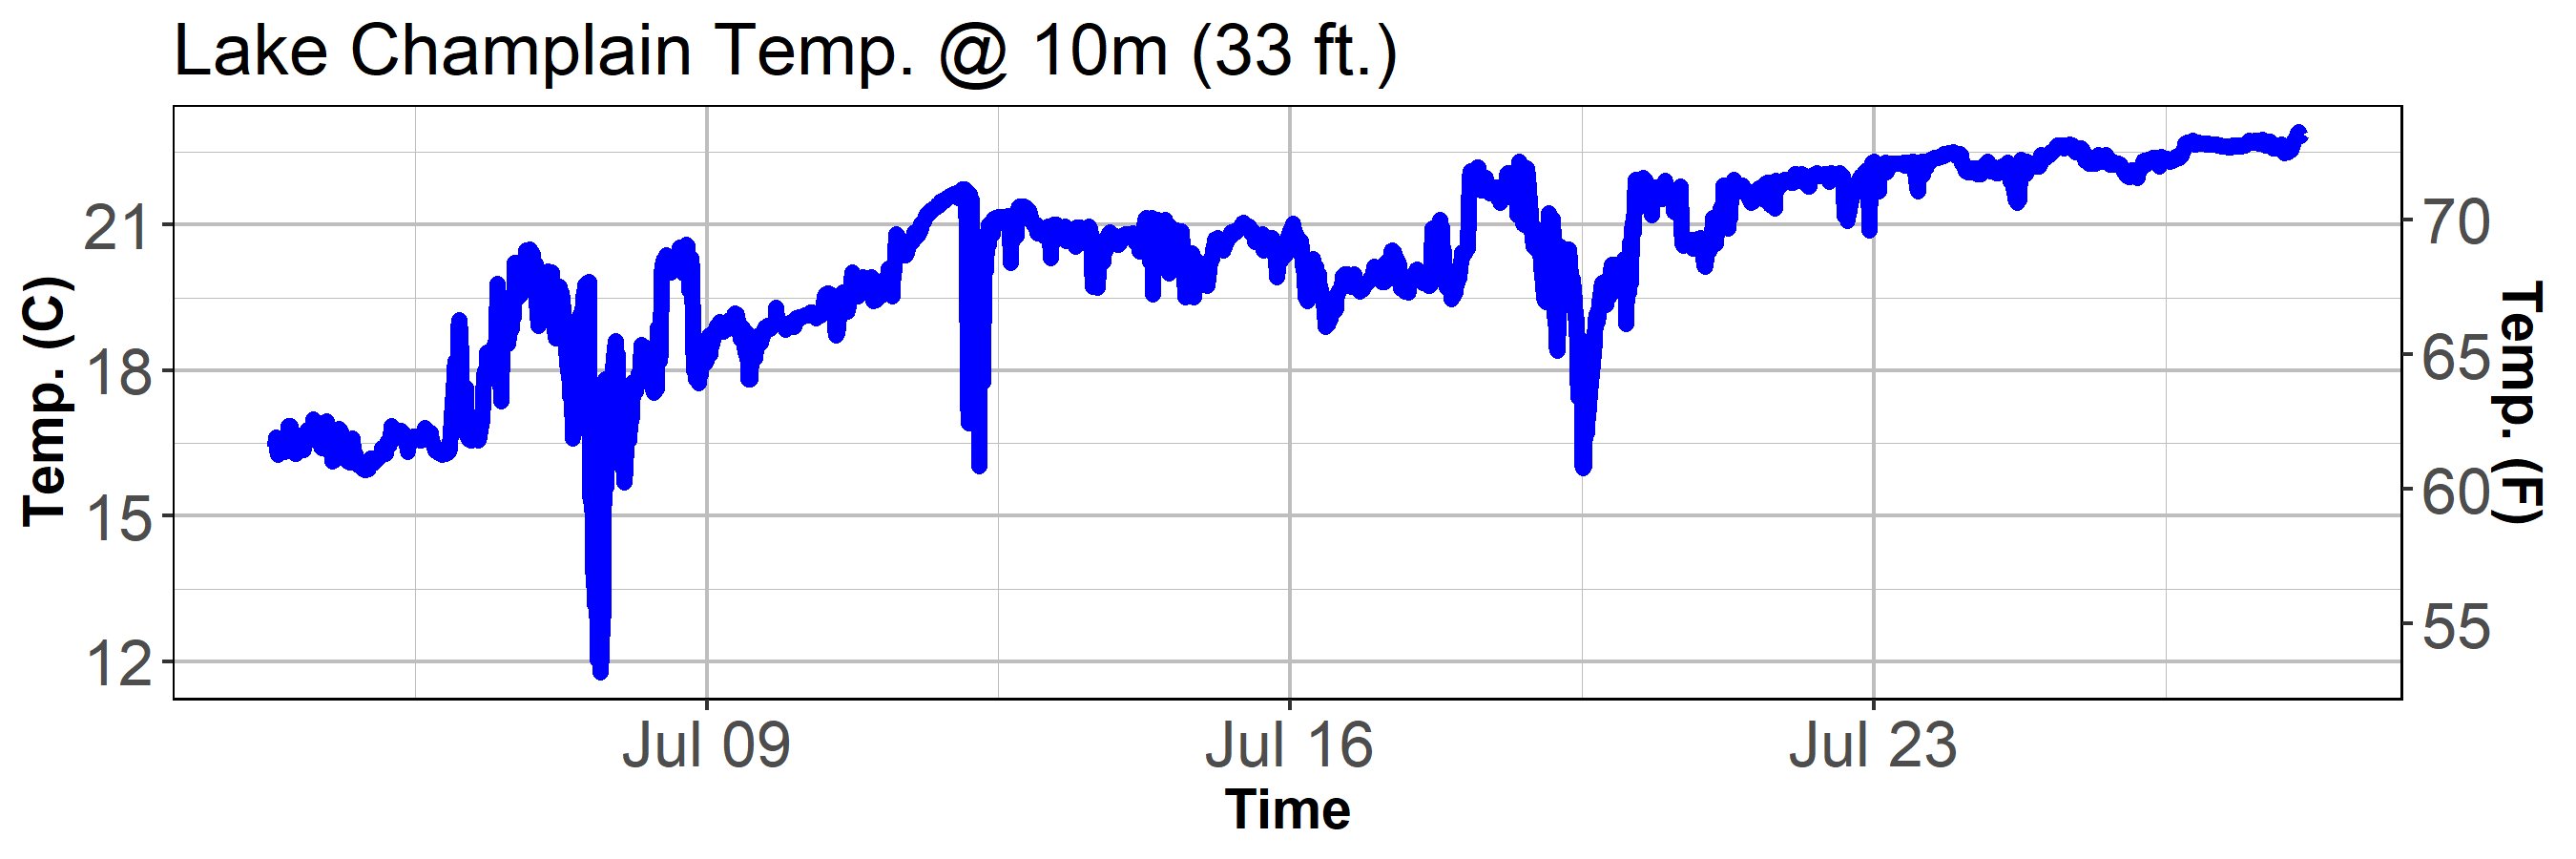 Lake Champlain Temp. @ 10m (33 ft.)
Temp. (C)
21
18
15
12
70
65
60
55
Temp. (F)
Jul 09
Jul 16
Jul 23
Time